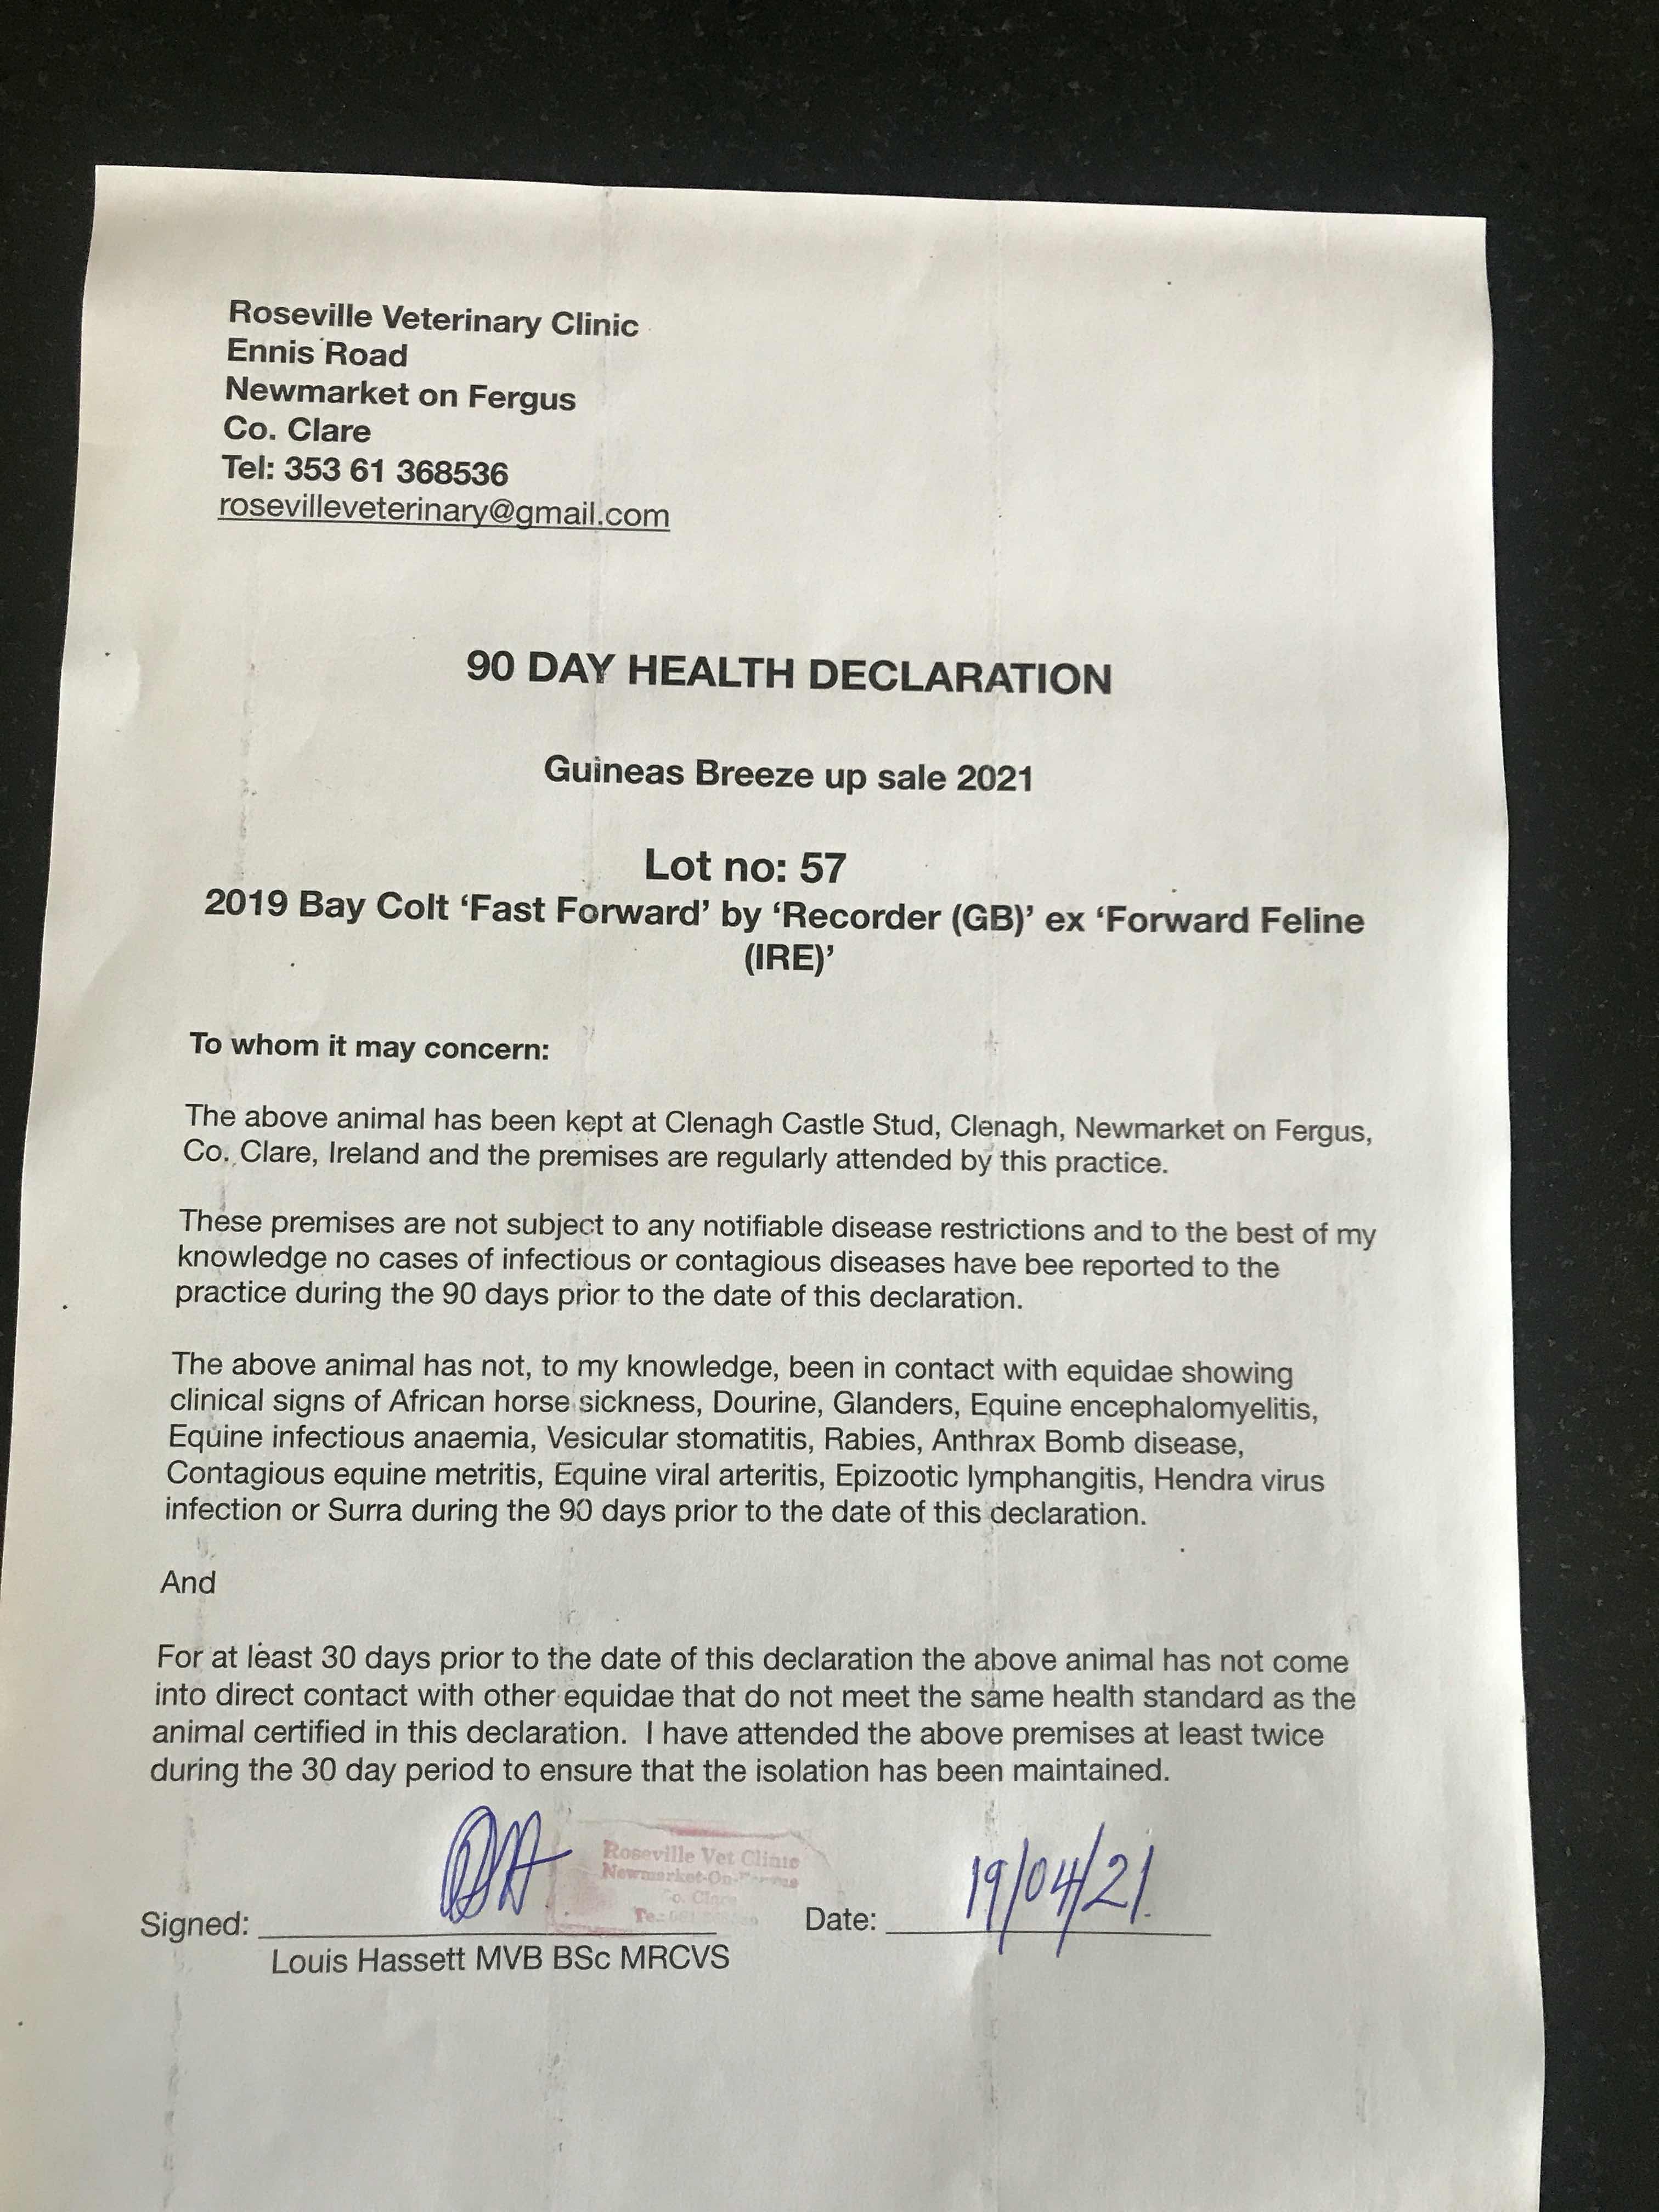 Roseville Veterinary Clinic
Ennis Road
Newmarket on Fergus
Co. Clare
Tel: 353 61 368536
rosevilleveterinary@gmail.com
90 DAY HEALTH DECLARATION
Guineas Breeze up sale 2021
Lot no: 57
2019 Bay Colt ‘Fast Forward’ by ‘Recorder (GB)’ ex ‘Forward Feline
(IRE)’
To whom it may concern:
The above animal has been kept at Clenagh Castle Stud, Clenagh, Newmarket on Fergus,
Co. Clare, Ireland and the premises are regularly attended by this practice.
These premises are not subject to any notifiable disease restrictions and to the best of my
knowledge no cases of infectious or contagious diseases have bee reported to the
practice during the 90 days prior to the date of this declaration.
The above animal has not, to my knowledge, been in contact with equidae showing
clinical signs of African horse sickness, Dourine, Glanders, Equine encephalomyelitis,
Equine infectious anaemia, Vesicular stomatitis, Rabies, Anthrax Bomb disease,
Contagious equine metritis, Equine viral arteritis, Epizootic lymphangitis, Hendra virus
infection or Surra during the 90 days prior to the date of this declaration.
And
For at least 30 days prior to the date of this declaration the above animal has not come
into direct contact with other equidae that do not meet the same health standard as the
animal certified in this declaration.  I have attended the above premises at least twice
during the 30 day period to ensure that the isolation has been maintained.
Roseville Vet Clinic
Newmarket-On-
Co. Clare
Signed: Date: 19/04/21
Louis Hassett MVB BSc MRCVS